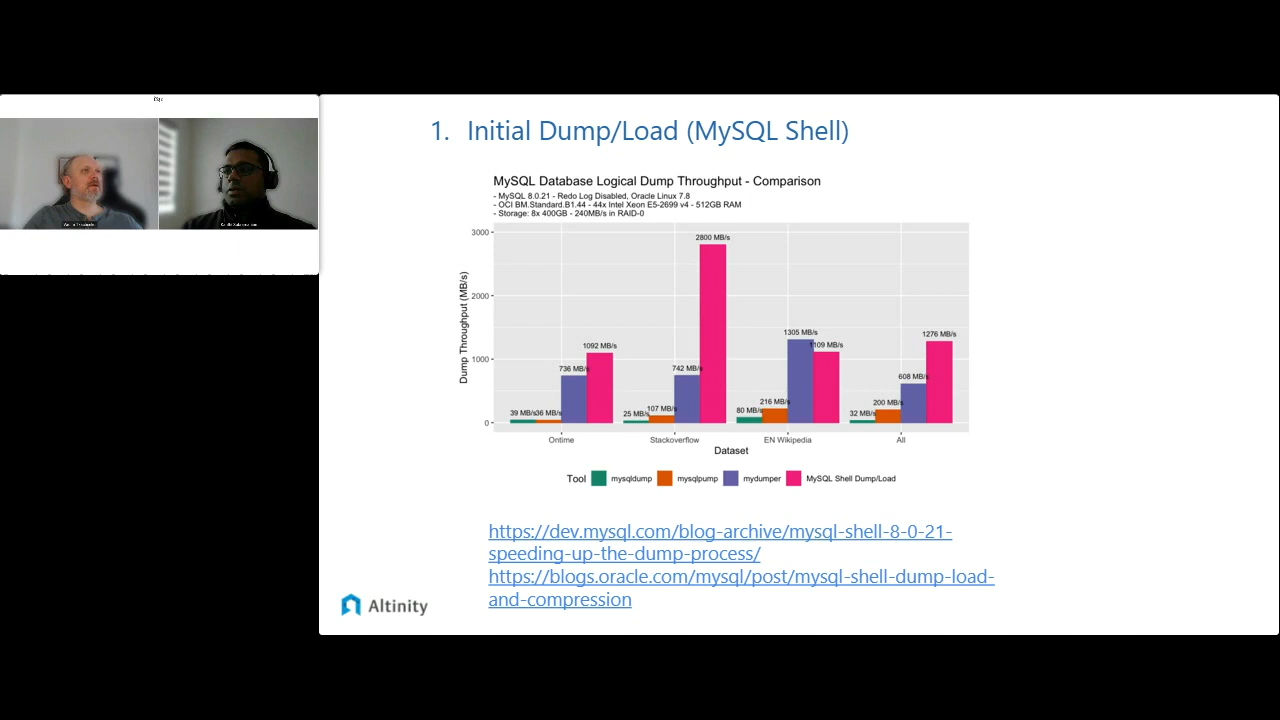 1. Initial Dump/Load (MySQL Shell)
MySQL Database Logical Dump Throughput - Comparison
- MySQL 8.0.21 - Redo Log Disabled, Oracle Linux 7.8
- OCI BM.Standard.B1.44 - 44x Intel Xeon E5-2699 v4 - 512GB RAM
- Storage: 8x 400GB - 240MB/s in RAID-0
Dump Throughput (MB/s)
3000
2000
1000
0
39 MB/s
36 MB/s
736 MB/s
1092 MB/s
25 MB/s
107 MB/s
742 MB/s
2800 MB/s
80 MB/s
216 MB/s
1305 MB/s
1109 MB/s
32 MB/s
200 MB/s
608 MB/s
1276 MB/s
Ontime
Stackoverflow
EN Wikipedia
All
Dataset
Tool mysqldump mysqlpump mydumper MySQL Shell Dump/Load
https://dev.mysql.com/blog-archive/mysql-shell-8-0-21-
speeding-up-the-dump-process/
https://blogs.oracle.com/mysql/post/mysql-shell-dump-load-
and-compression
Altinity